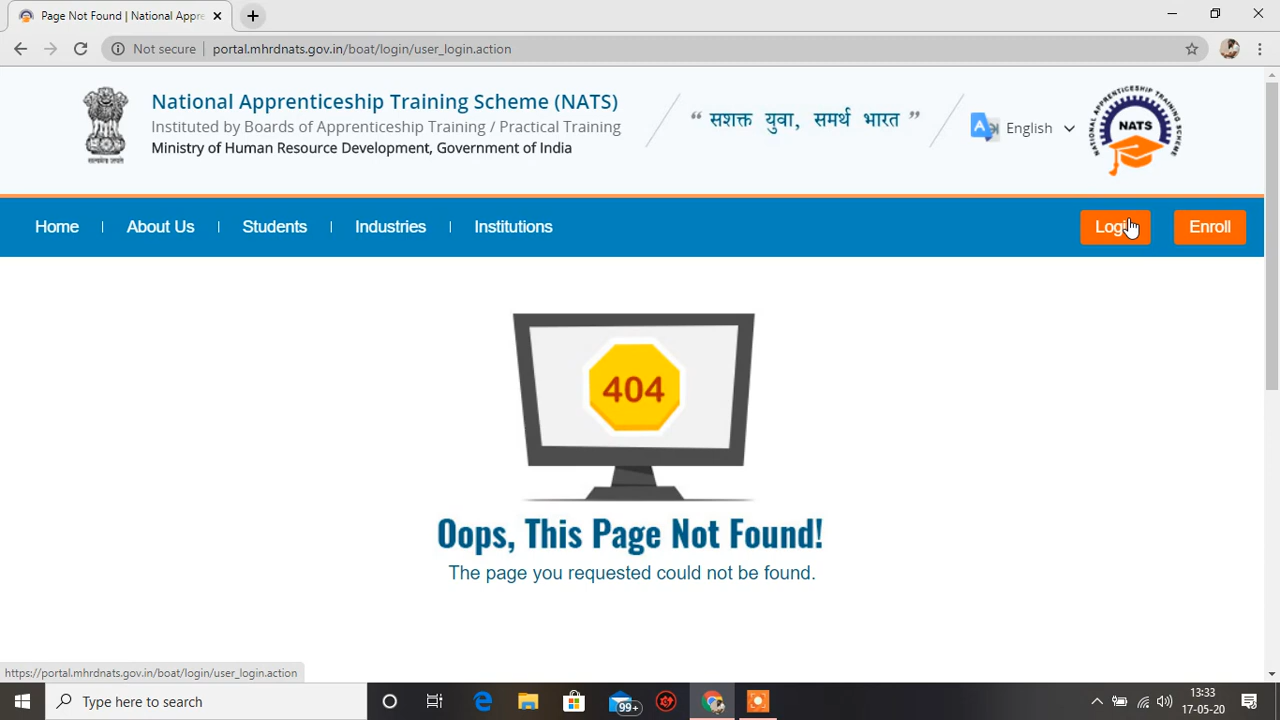 Page Not Found | National Appre
Not secure | portal.mhrdnats.gov.in/boat/login/user_login.action
National Apprenticeship Training Scheme (NATS)
Instituted by Boards of Apprenticeship Training / Practical Training
Ministry of Human Resource Development, Government of India
“ सशक्त युवा, समर्थ भारत ”
English
NATIONAL APPRENTICESHIP TRAINING SCHEME
NATS
Home
About Us
Students
Industries
Institutions
Login
Enroll
404
Oops, This Page Not Found!
The page you requested could not be found.
https://portal.mhrdnats.gov.in/boat/login/user_login.action
Type here to search
99+
13:33
17-05-20